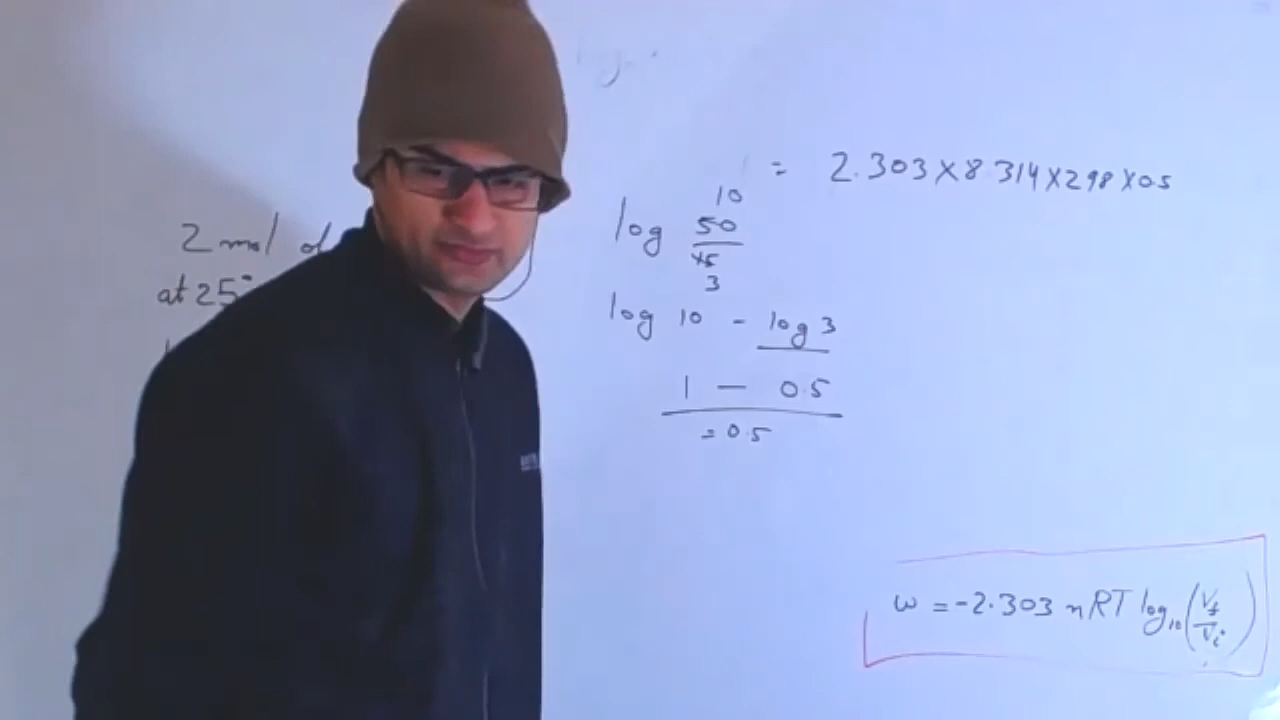 2 mol of
at 25°
= 2.303×8.314×298×0.5
10
log 50
15
3
log 10 - log 3
1 - 0.5
= 0.5
w = -2.303 nRT log₁₀(Vf/Vi)